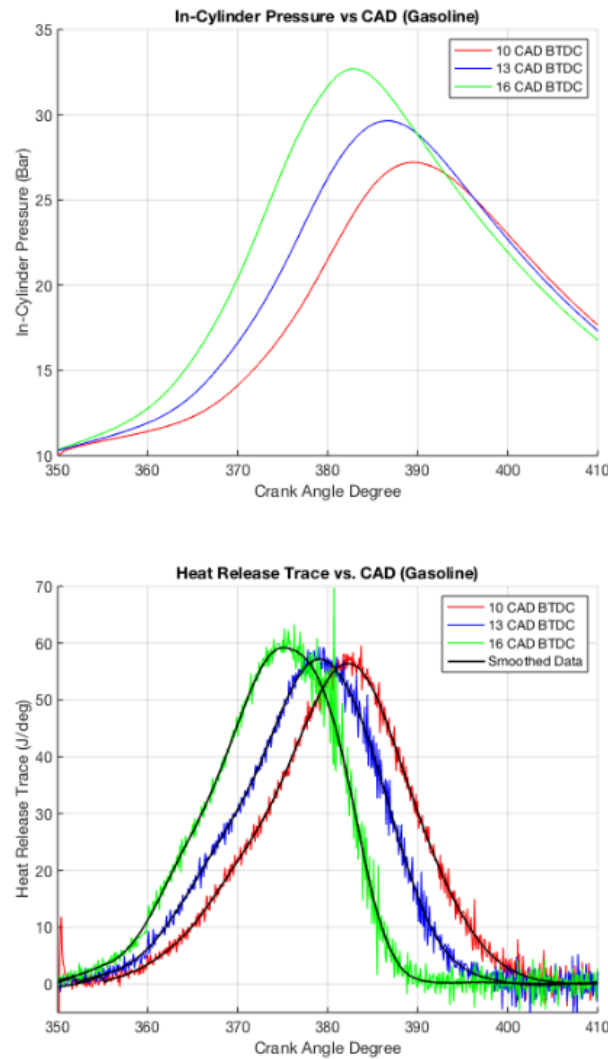 In-Cylinder Pressure vs CAD (Gasoline)
35
30
25
20
15
10
In-Cylinder Pressure (Bar)
10 CAD BTDC
13 CAD BTDC
16 CAD BTDC
350 360 370 380 390 400 410
Crank Angle Degree
Heat Release Trace vs. CAD (Gasoline)
70
60
50
40
30
20
10
0
Heat Release Trace (J/deg)
10 CAD BTDC
13 CAD BTDC
16 CAD BTDC
Smoothed Data
350 360 370 380 390 400 410
Crank Angle Degree